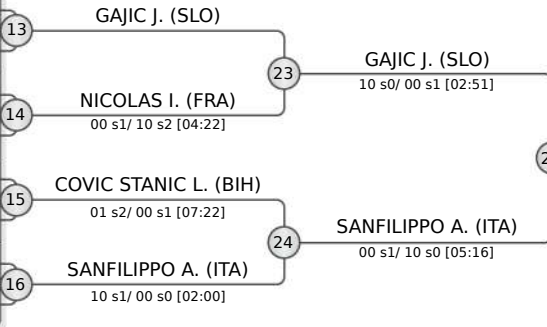 GAJIC J. (SLO)
13
23
GAJIC J. (SLO)
10 s0/ 00 s1 [02:51]
NICOLAS I. (FRA)
14
00 s1/ 10 s2 [04:22]
COVIC STANIC L. (BIH)
15
01 s2/ 00 s1 [07:22]
SANFILIPPO A. (ITA)
24
00 s1/ 10 s0 [05:16]
SANFILIPPO A. (ITA)
16
10 s1/ 00 s0 [02:00]